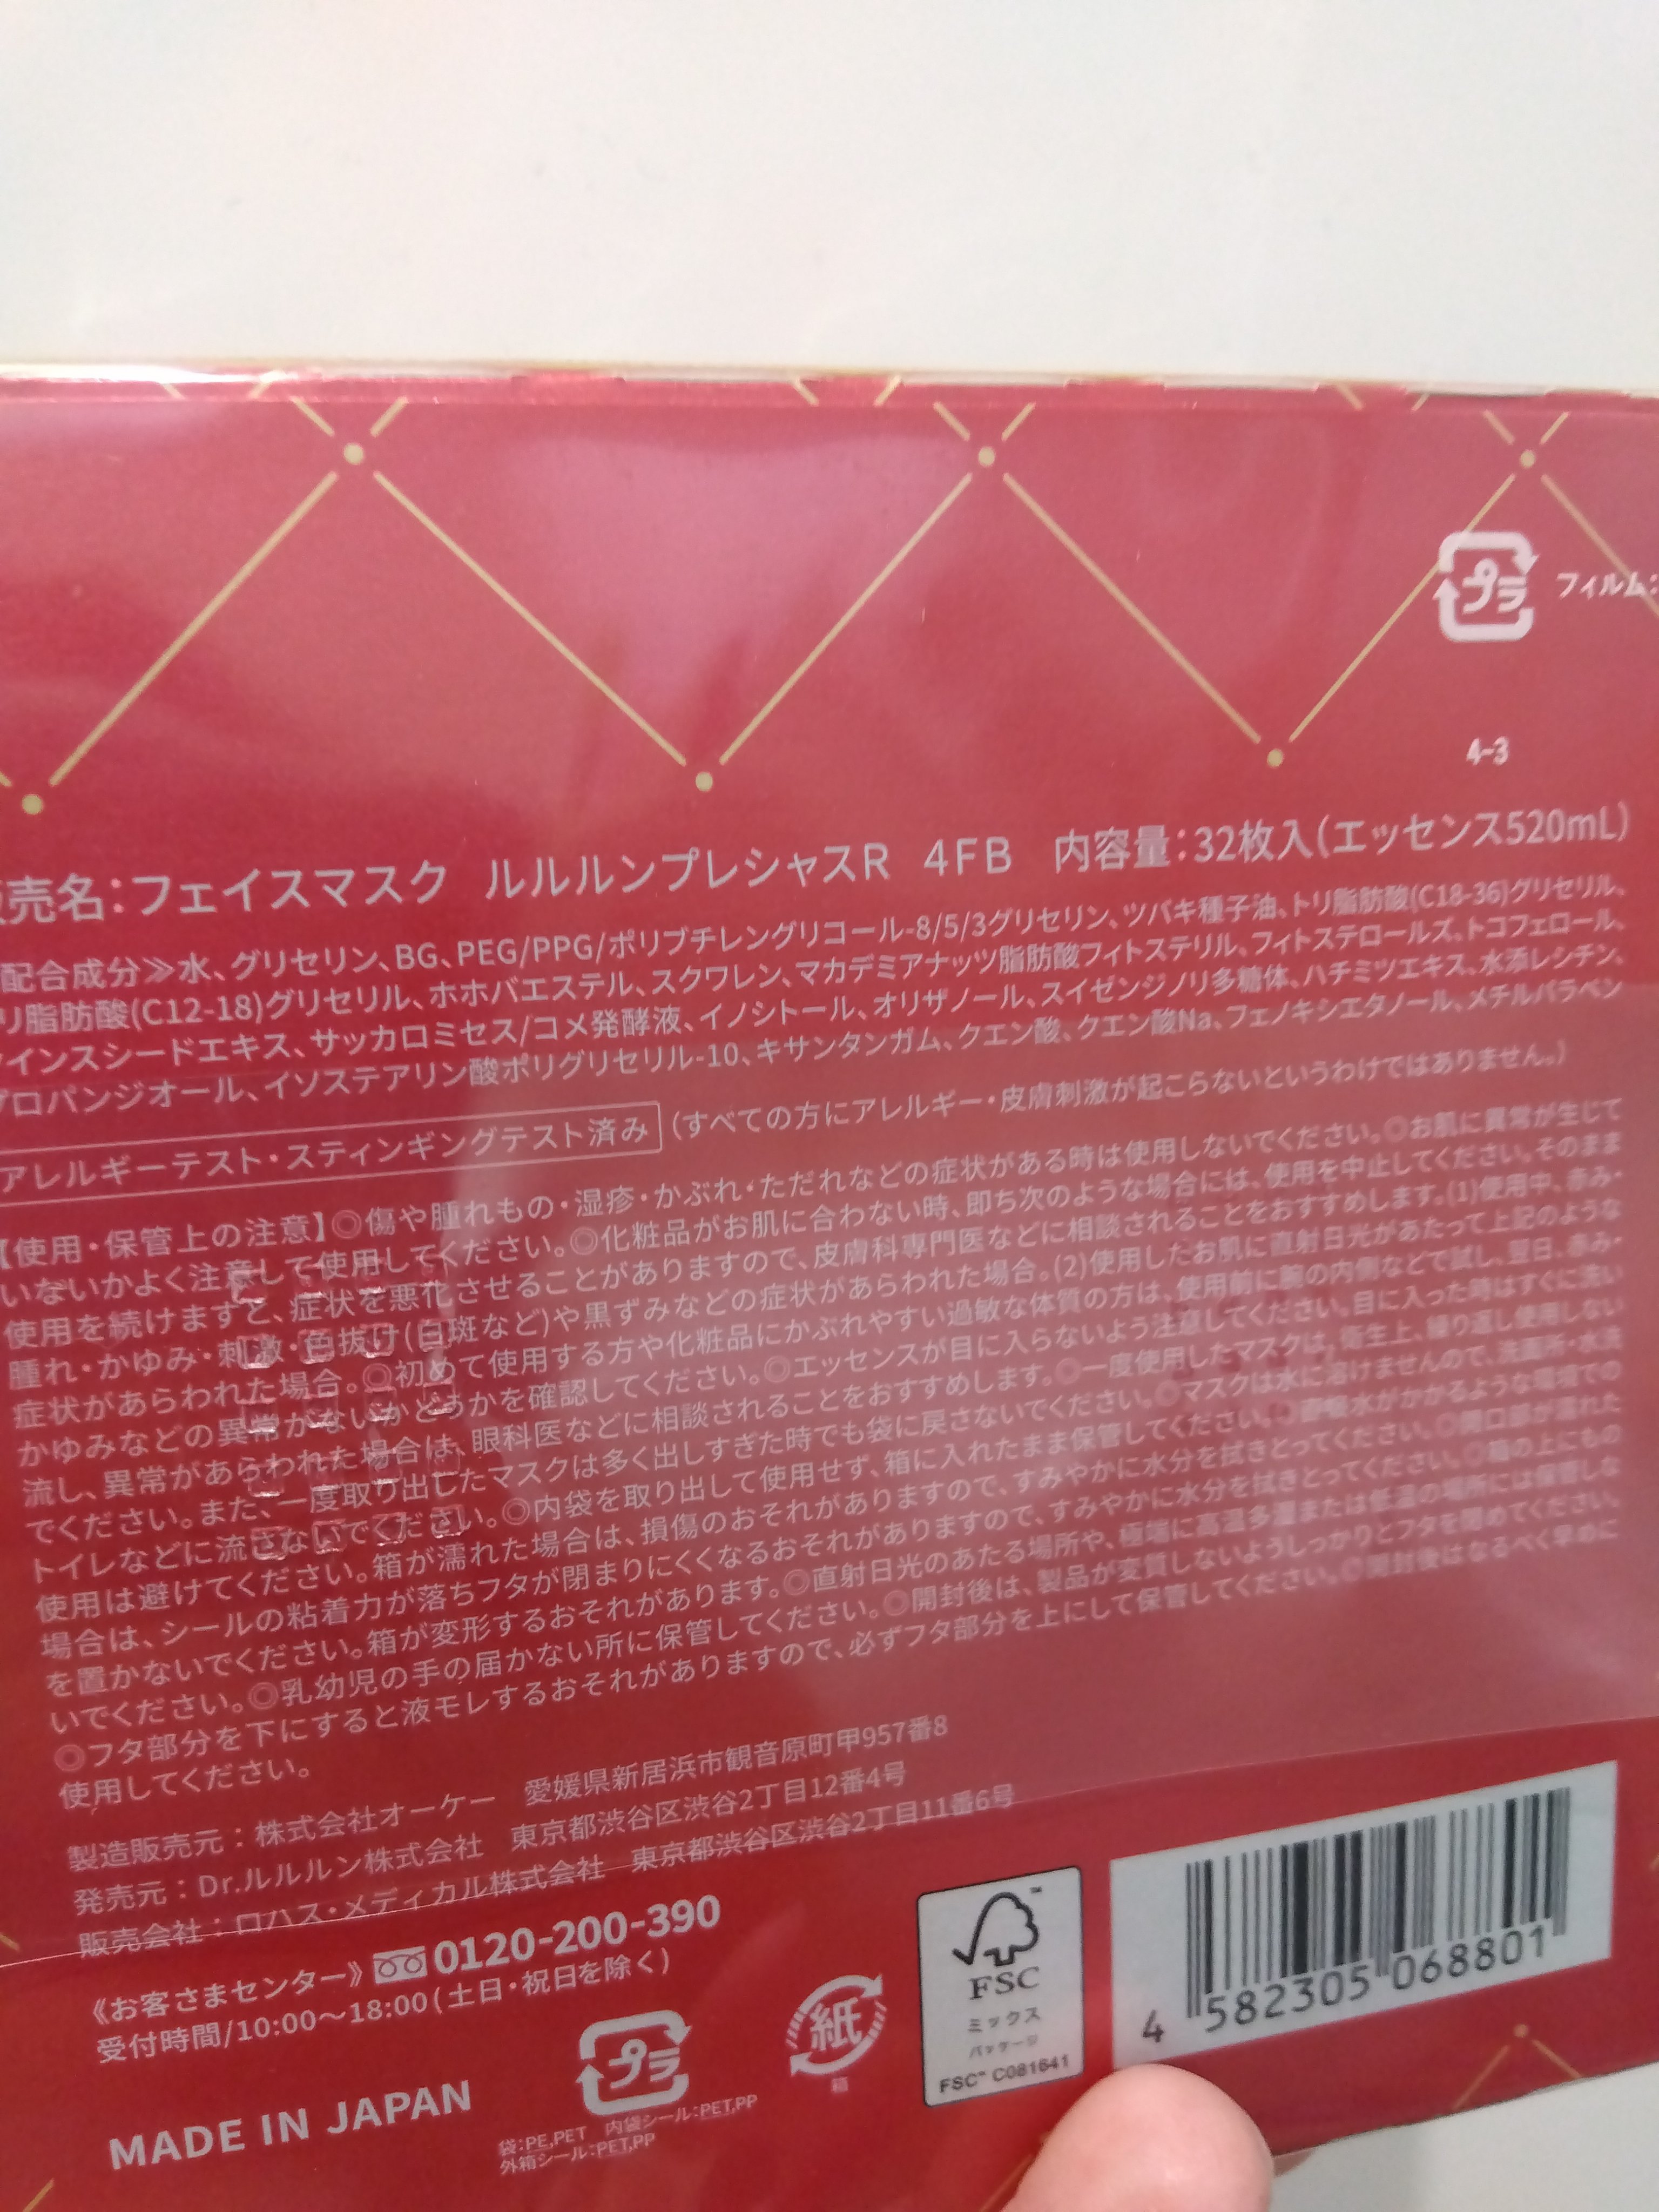 プラ フィルム:
4-3
売名:フェイスマスク ルルルンプレシャスR 4FB 内容量:32枚入(エッセンス520mL)
配合成分≫水、グリセリン、BG、PEG/PPG/ポリブチレングリコール-8/5/3グリセリン、ツバキ種子油、トリ脂肪酸(C18-36)グリセリル、
リ脂肪酸(C12-18)グリセリル、ホホバエステル、スクワレン、マカデミアナッツ脂肪酸フィトステリル、フィトステロールズ、トコフェロール、
インスシードエキス、サッカロミセス/コメ発酵液、イノシトール、オリザノール、スイゼンジノリ多糖体、ハチミツエキス、水添レシチン、
プロパンジオール、イソステアリン酸ポリグリセリル-10、キサンタンガム、クエン酸、クエン酸Na、フェノキシエタノール、メチルパラベン
アレルギーテスト・スティンギングテスト済み (すべての方にアレルギー・皮膚刺激が起こらないというわけではありません。)
【使用・保管上の注意】◎傷や腫れもの・湿疹・かぶれ・ただれなどの症状がある時は使用しないでください。◎お肌に異常が生じて
いないかよく注意して使用してください。◎化粧品がお肌に合わない時、即ち次のような場合には、使用を中止してください。そのまま
使用を続けますと、症状を悪化させることがありますので、皮膚科専門医などに相談されることをおすすめします。(1)使用中、赤み・
腫れ・かゆみ・刺激・色抜け(白斑など)や黒ずみなどの症状があらわれた場合。(2)使用したお肌に直射日光があたって上記のような
症状があらわれた場合。◎初めて使用する方や化粧品にかぶれやすい過敏な体質の方は、使用前に腕の内側などで試し、翌日、赤み・
かゆみなどの異常がないかどうかを確認してください。◎エッセンスが目に入らないよう注意してください。目に入った時はすぐに洗い
流し、異常があらわれた場合は、眼科医などに相談されることをおすすめします。◎一度使用したマスクは、衛生上、繰り返し使用しない
でください。また、一度取り出したマスクは多く出しすぎた時でも袋に戻さないでください。◎マスクは水に溶けませんので、洗面所・水洗
トイレなどに流さないでください。◎内袋を取り出して使用せず、箱に入れたまま保管してください。◎直接水がかかるような環境での
使用は避けてください。箱が濡れた場合は、損傷のおそれがありますので、すみやかに水分を拭きとってください。◎開口部が濡れた
場合は、シールの粘着力が落ちフタが閉まりにくくなるおそれがありますので、すみやかに水分を拭きとってください。◎箱の上にもの
を置かないでください。箱が変形するおそれがあります。◎直射日光のあたる場所や、極端に高温多湿または低温の場所には保管しな
いでください。◎乳幼児の手の届かない所に保管してください。◎開封後は、製品が変質しないようしっかりとフタを閉めてください。
◎フタ部分を下にすると液モレするおそれがありますので、必ずフタ部分を上にして保管してください。◎開封後はなるべく早めに
使用してください。
製造販売元:株式会社オーケー 愛媛県新居浜市観音原町甲957番8
発売元:Dr.ルルルン株式会社 東京都渋谷区渋谷2丁目12番4号
販売会社:ロハス・メディカル株式会社 東京都渋谷区渋谷2丁目11番6号
《お客さまセンター》0120-200-390
受付時間/10:00～18:00(土日・祝日を除く)
MADE IN JAPAN
プラ
袋:PE,PET 内袋シール:PET,PP
外箱シール:PET,PP
紙
箱
FSC™
ミックス
パッケージ
FSC™ C081641
4 582305 068801